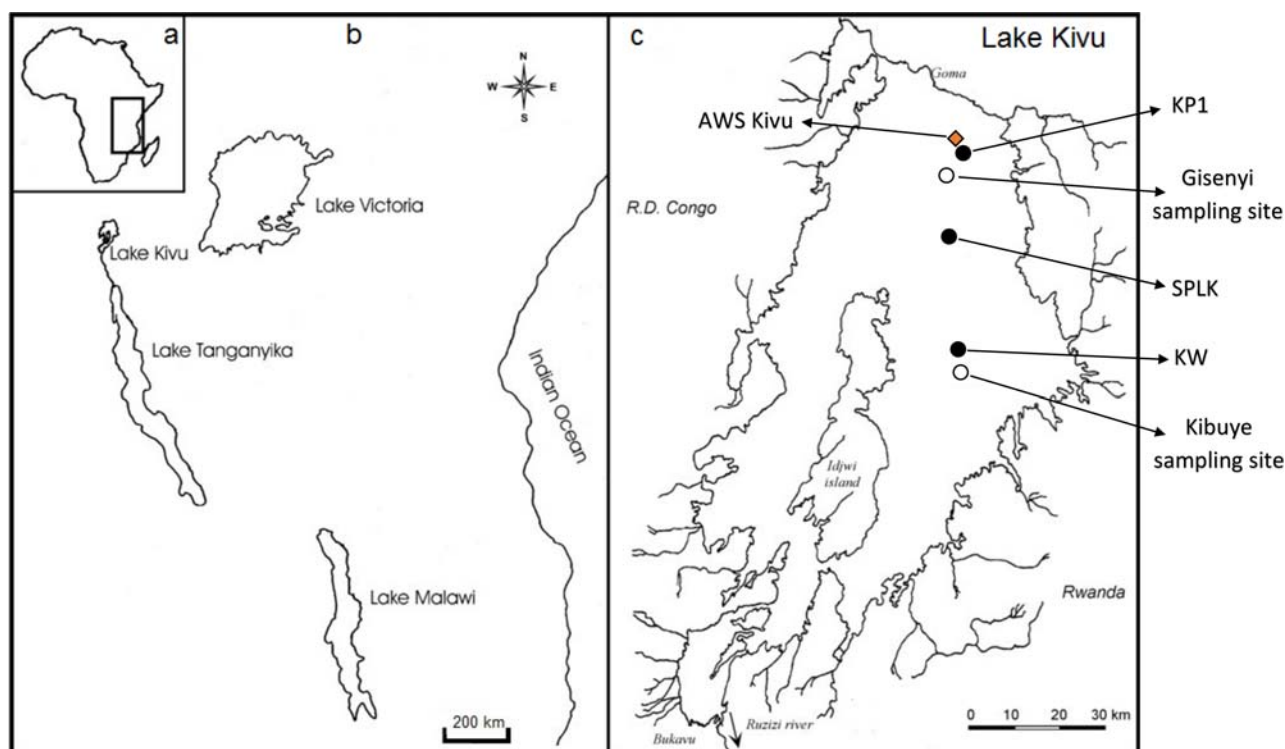 a
b
N
W
E
S
Lake Victoria
Lake Kivu
Lake Tanganyika
Indian Ocean
Lake Malawi
200 km
c
Lake Kivu
Goma
AWS Kivu
KP1
Gisenyi
sampling site
R.D. Congo
SPLK
KW
Kibuye
sampling site
Idjwi
island
Rwanda
Ruzizi river
Bukavu
0 10 20 30 km